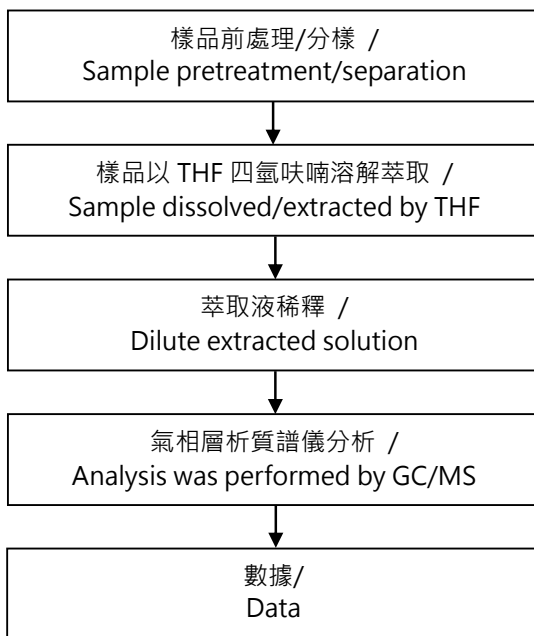 樣品前處理/分樣 /
Sample pretreatment/separation
樣品以 THF 四氫呋喃溶解萃取 /
Sample dissolved/extracted by THF
萃取液稀釋 /
Dilute extracted solution
氣相層析質譜儀分析 /
Analysis was performed by GC/MS
數據/
Data